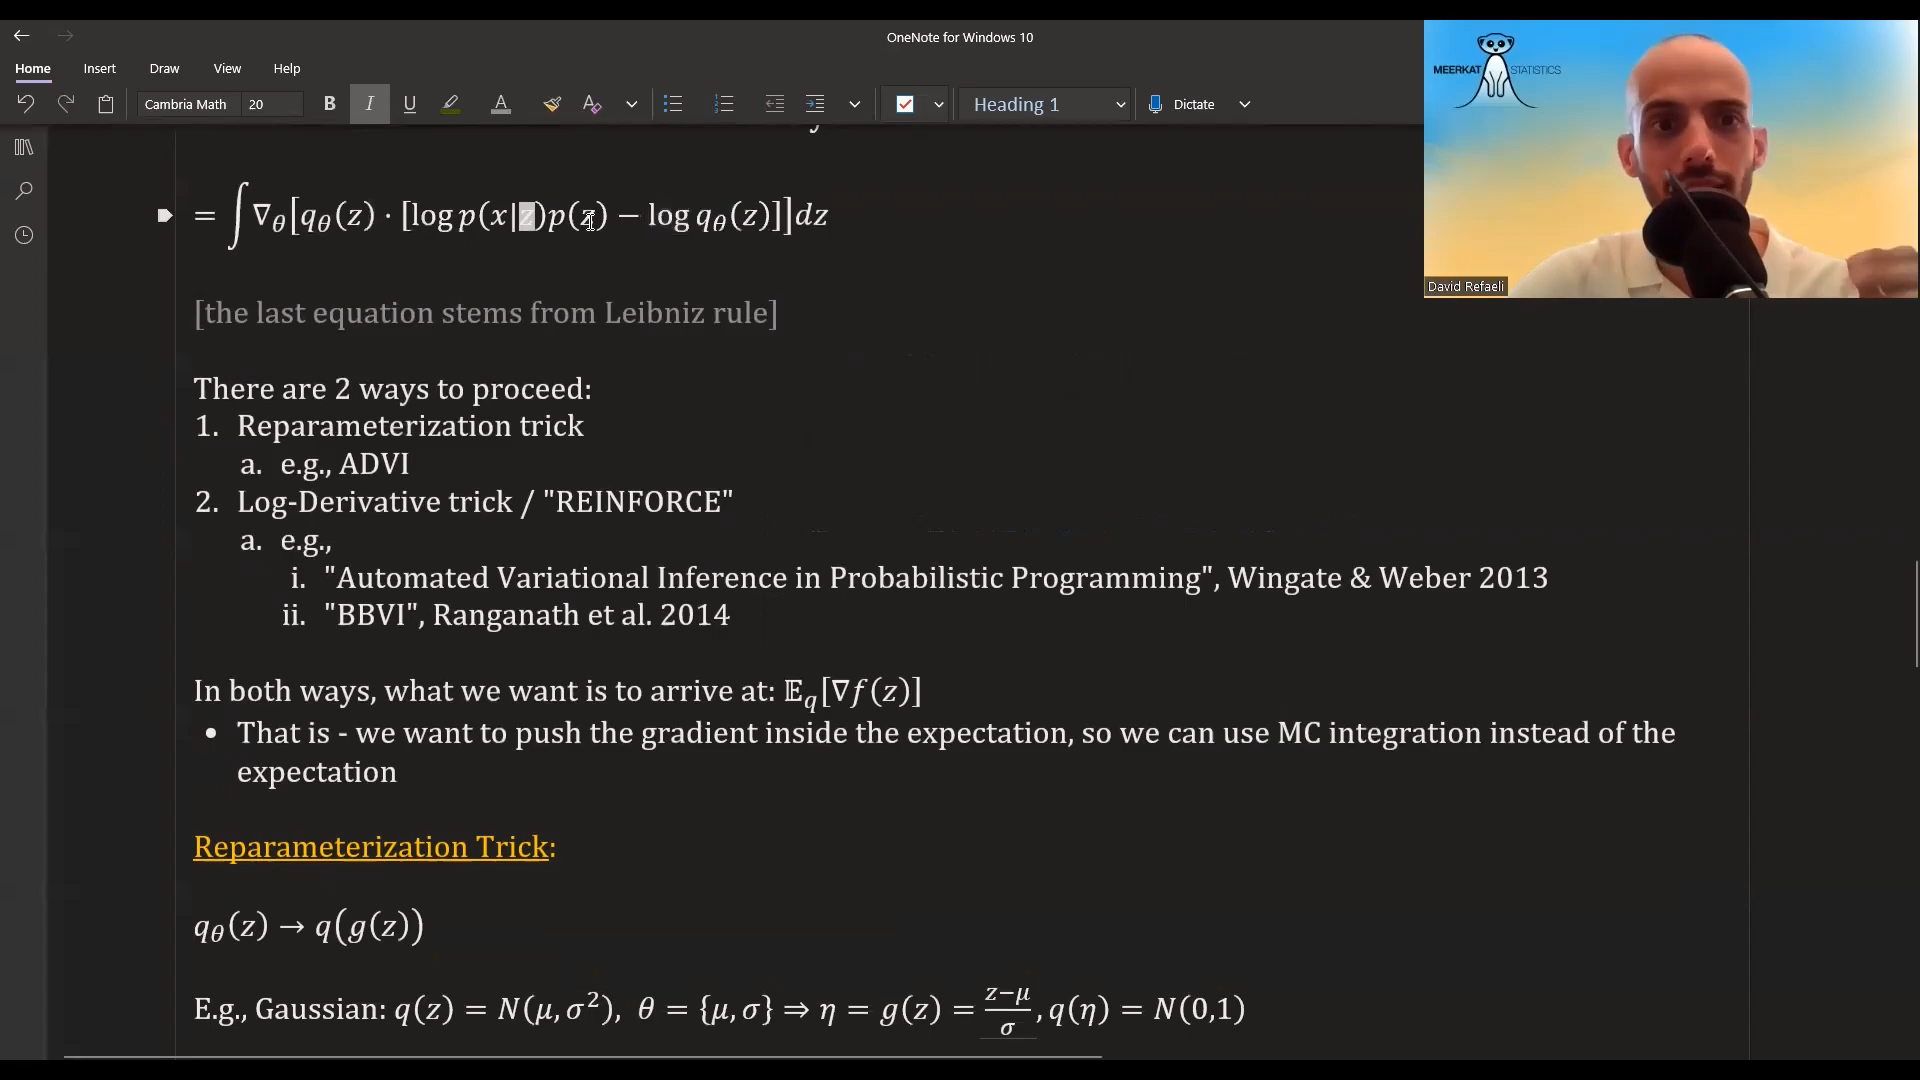 OneNote for Windows 10
Home Insert Draw View Help
Cambria Math 20 B I U A A Heading 1 Dictate
MEERKAT STATISTICS
David Refaeli
= ∫ ∇_θ[q_θ(z) · [log p(x|z)p(z) − log q_θ(z)]]dz
[the last equation stems from Leibniz rule]
There are 2 ways to proceed:
1. Reparameterization trick
a. e.g., ADVI
2. Log-Derivative trick / "REINFORCE"
a. e.g.,
i. "Automated Variational Inference in Probabilistic Programming", Wingate & Weber 2013
ii. "BBVI", Ranganath et al. 2014
In both ways, what we want is to arrive at: 𝔼_q[∇f(z)]
• That is - we want to push the gradient inside the expectation, so we can use MC integration instead of the
expectation
Reparameterization Trick:
q_θ(z) → q(g(z))
E.g., Gaussian: q(z) = N(μ, σ²), θ = {μ, σ} ⇒ η = g(z) = (z−μ)/σ, q(η) = N(0,1)